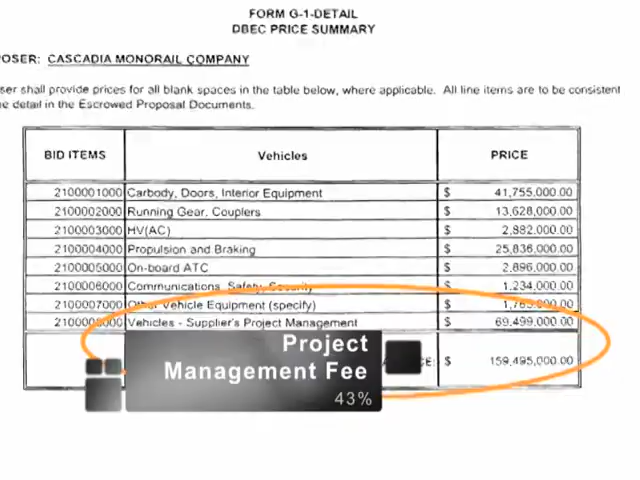 FORM G-1-DETAIL
DBEC PRICE SUMMARY
POSER: CASCADIA MONORAIL COMPANY
ser shall provide prices for all blank spaces in the table below, where applicable. All line items are to be consistent
e detail in the Escrowed Proposal Documents.
BID ITEMS Vehicles PRICE
2100001000 Carbody, Doors, Interior Equipment $ 41,755,000.00
2100002000 Running Gear, Couplers $ 13,628,000.00
2100003000 HV(AC) $ 2,882,000.00
2100004000 Propulsion and Braking $ 25,836,000.00
2100005000 On-board ATC $ 2,896,000.00
2100006000 Communications, Safety, Security $ 1,234,000.00
2100007000 Other Vehicle Equipment (specify) $
2100008000 Vehicles - Supplier's Project Management $ 69,499,000.00
CE: $ 159,495,000.00
Project
Management Fee
43%